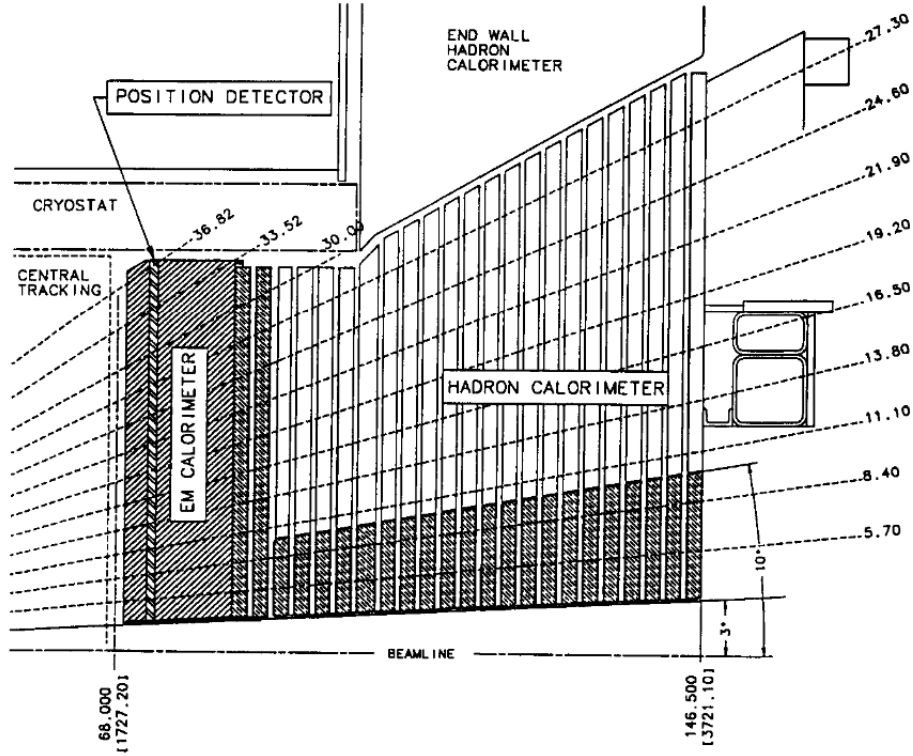 END WALL
HADRON
CALORIMETER
27.30
POSITION DETECTOR
24.60
21.90
CRYOSTAT
36.82
33.52
30.00
19.20
CENTRAL
TRACKING
16.50
13.80
EM CALORIMETER
HADRON CALORIMETER
11.10
8.40
5.70
10°
3°
BEAMLINE
68.000
[1727.20]
146.500
[3721.10]